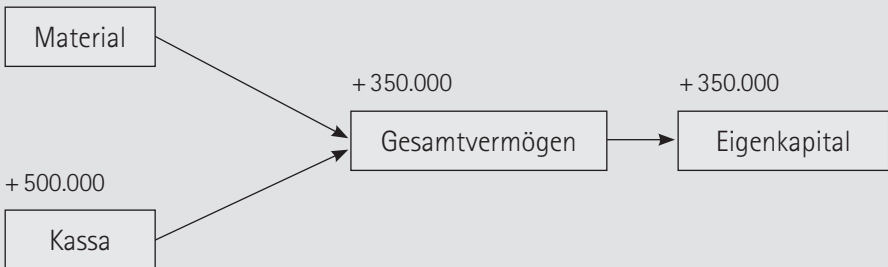 Material
+ 350.000
+ 350.000
Gesamtvermögen
Eigenkapital
+ 500.000
Kassa